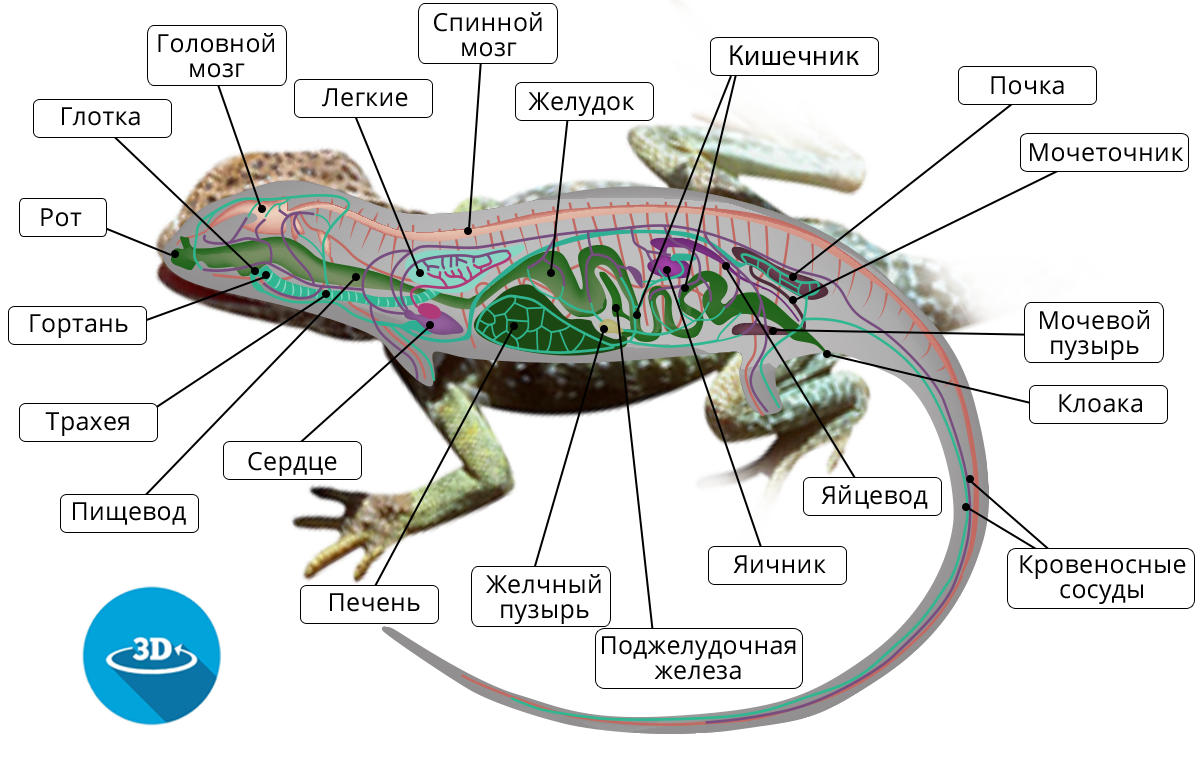 Спинной
мозг
Головной
мозг
Кишечник
Легкие
Желудок
Почка
Глотка
Мочеточник
Рот
Гортань
Мочевой
пузырь
Клоака
Трахея
Сердце
Яйцевод
Пищевод
Яичник
Кровеносные
сосуды
Печень
Желчный
пузырь
Поджелудочная
железа
3D